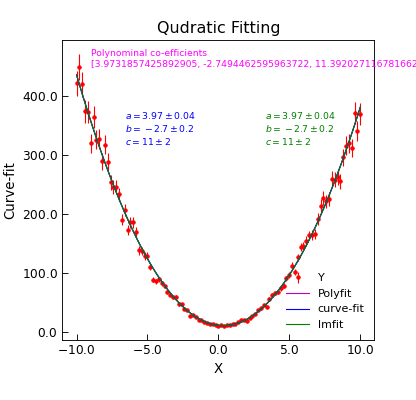 Qudratic Fitting
Polynominal co-efficients
[3.9731857425892905, -2.7494462595963722, 11.392027116781662
a = 3.97 ± 0.04
b = −2.7 ± 0.2
c = 11 ± 2
a = 3.97 ± 0.04
b = −2.7 ± 0.2
c = 11 ± 2
Curve-fit
400.0
300.0
200.0
100.0
0.0
Y
Polyfit
curve-fit
lmfit
−10.0 −5.0 0.0 5.0 10.0
X